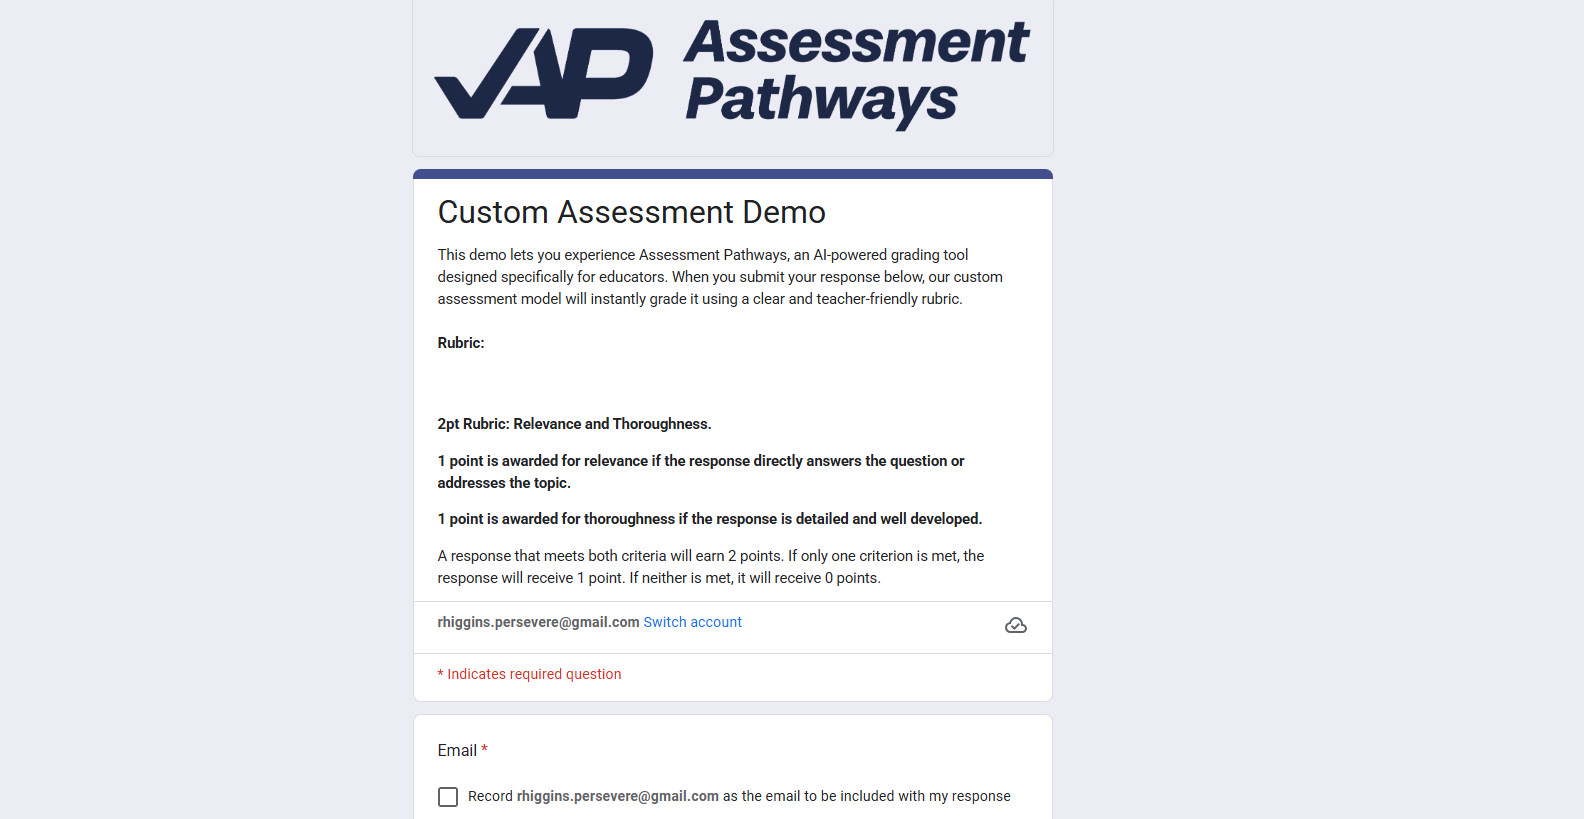 AP Assessment
Pathways
Custom Assessment Demo
This demo lets you experience Assessment Pathways, an AI-powered grading tool
designed specifically for educators. When you submit your response below, our custom
assessment model will instantly grade it using a clear and teacher-friendly rubric.
Rubric:
2pt Rubric: Relevance and Thoroughness.
1 point is awarded for relevance if the response directly answers the question or
addresses the topic.
1 point is awarded for thoroughness if the response is detailed and well developed.
A response that meets both criteria will earn 2 points. If only one criterion is met, the
response will receive 1 point. If neither is met, it will receive 0 points.
rhiggins.persevere@gmail.com Switch account
* Indicates required question
Email *
Record rhiggins.persevere@gmail.com as the email to be included with my response